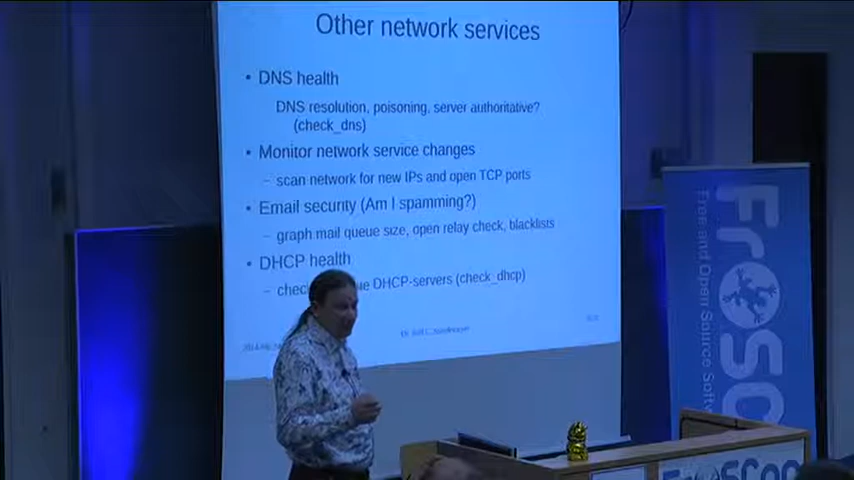 Other network services
• DNS health
DNS resolution, poisoning, server authoritative?
(check_dns)
• Monitor network service changes
– scan network for new IPs and open TCP ports
• Email security (Am I spamming?)
– graph mail queue size, open relay check, blacklists
• DHCP health
– DHCP-servers (check_dhcp)
FrOSC
Free and Open Source Softw
FrOSCon